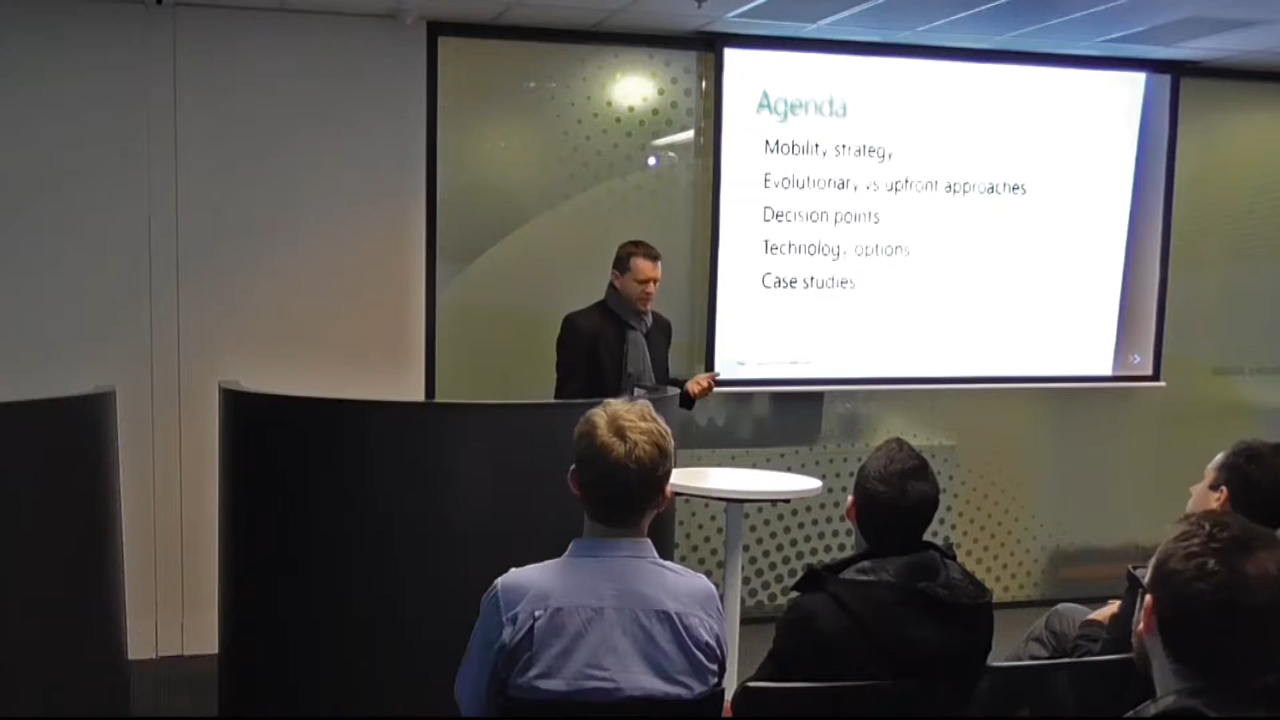 Agenda
Mobility strategy
Evolutionary vs upfront approaches
Decision points
Technology options
Case studies
>>